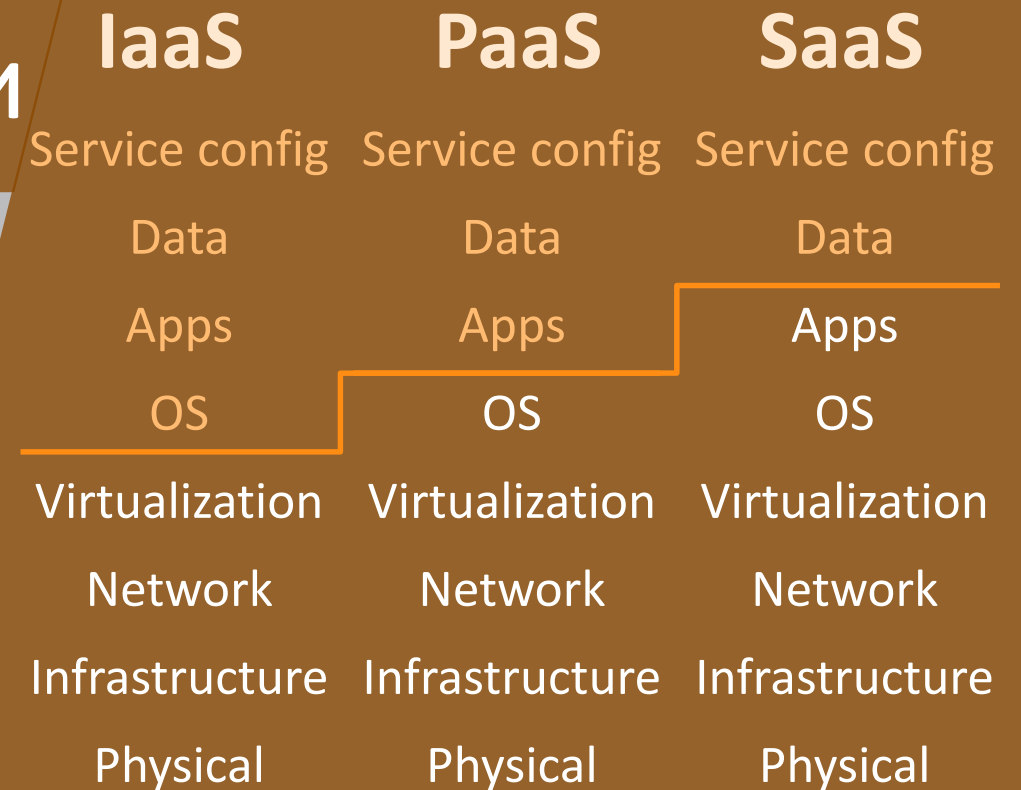 IaaS PaaS SaaS
Service config Service config Service config
Data Data Data
Apps Apps Apps
OS OS OS
Virtualization Virtualization Virtualization
Network Network Network
Infrastructure Infrastructure Infrastructure
Physical Physical Physical